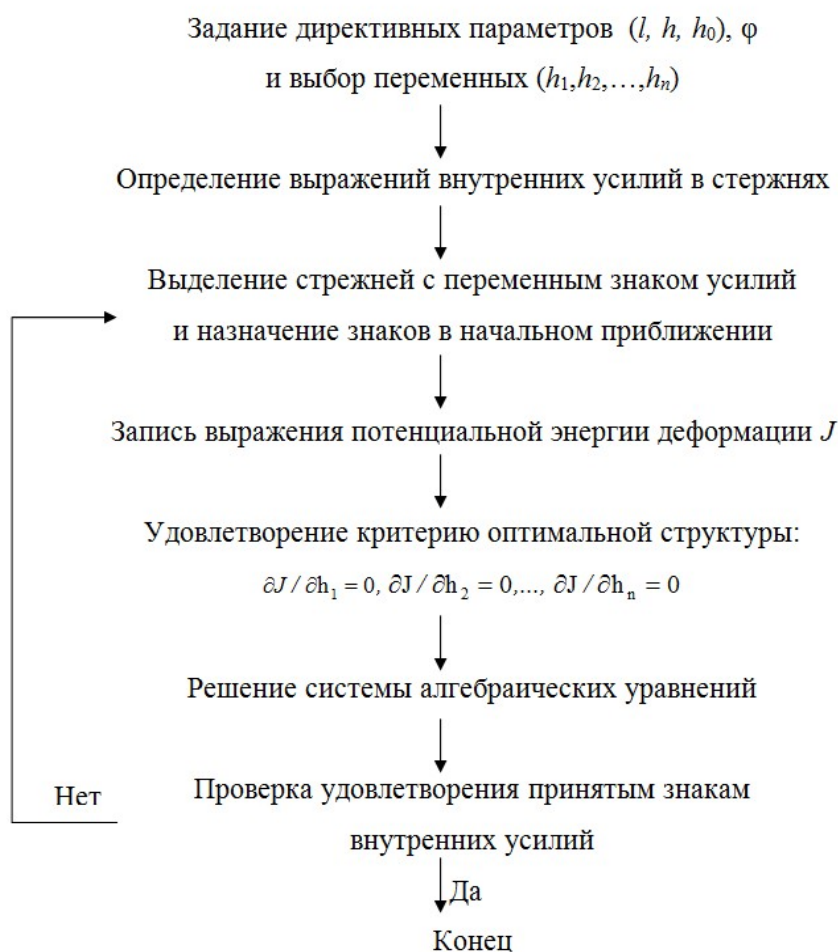 Задание директивных параметров (l, h, h₀), φ
и выбор переменных (h₁,h₂,…,hₙ)
Определение выражений внутренних усилий в стержнях
Выделение стрежней с переменным знаком усилий
и назначение знаков в начальном приближении
Запись выражения потенциальной энергии деформации J
Удовлетворение критерию оптимальной структуры:
∂J / ∂h₁ = 0, ∂J / ∂h₂ = 0,..., ∂J / ∂hₙ = 0
Решение системы алгебраических уравнений
Нет
Проверка удовлетворения принятым знакам
внутренних усилий
Да
Конец